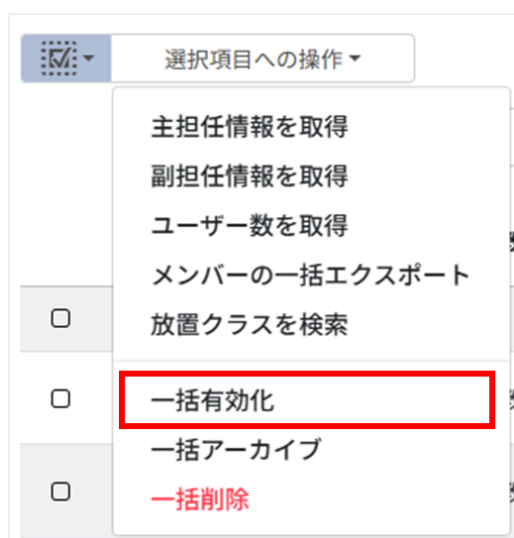 選択項目への操作
主担任情報を取得
副担任情報を取得
ユーザー数を取得
メンバーの一括エクスポート
放置クラスを検索
一括有効化
一括アーカイブ
一括削除